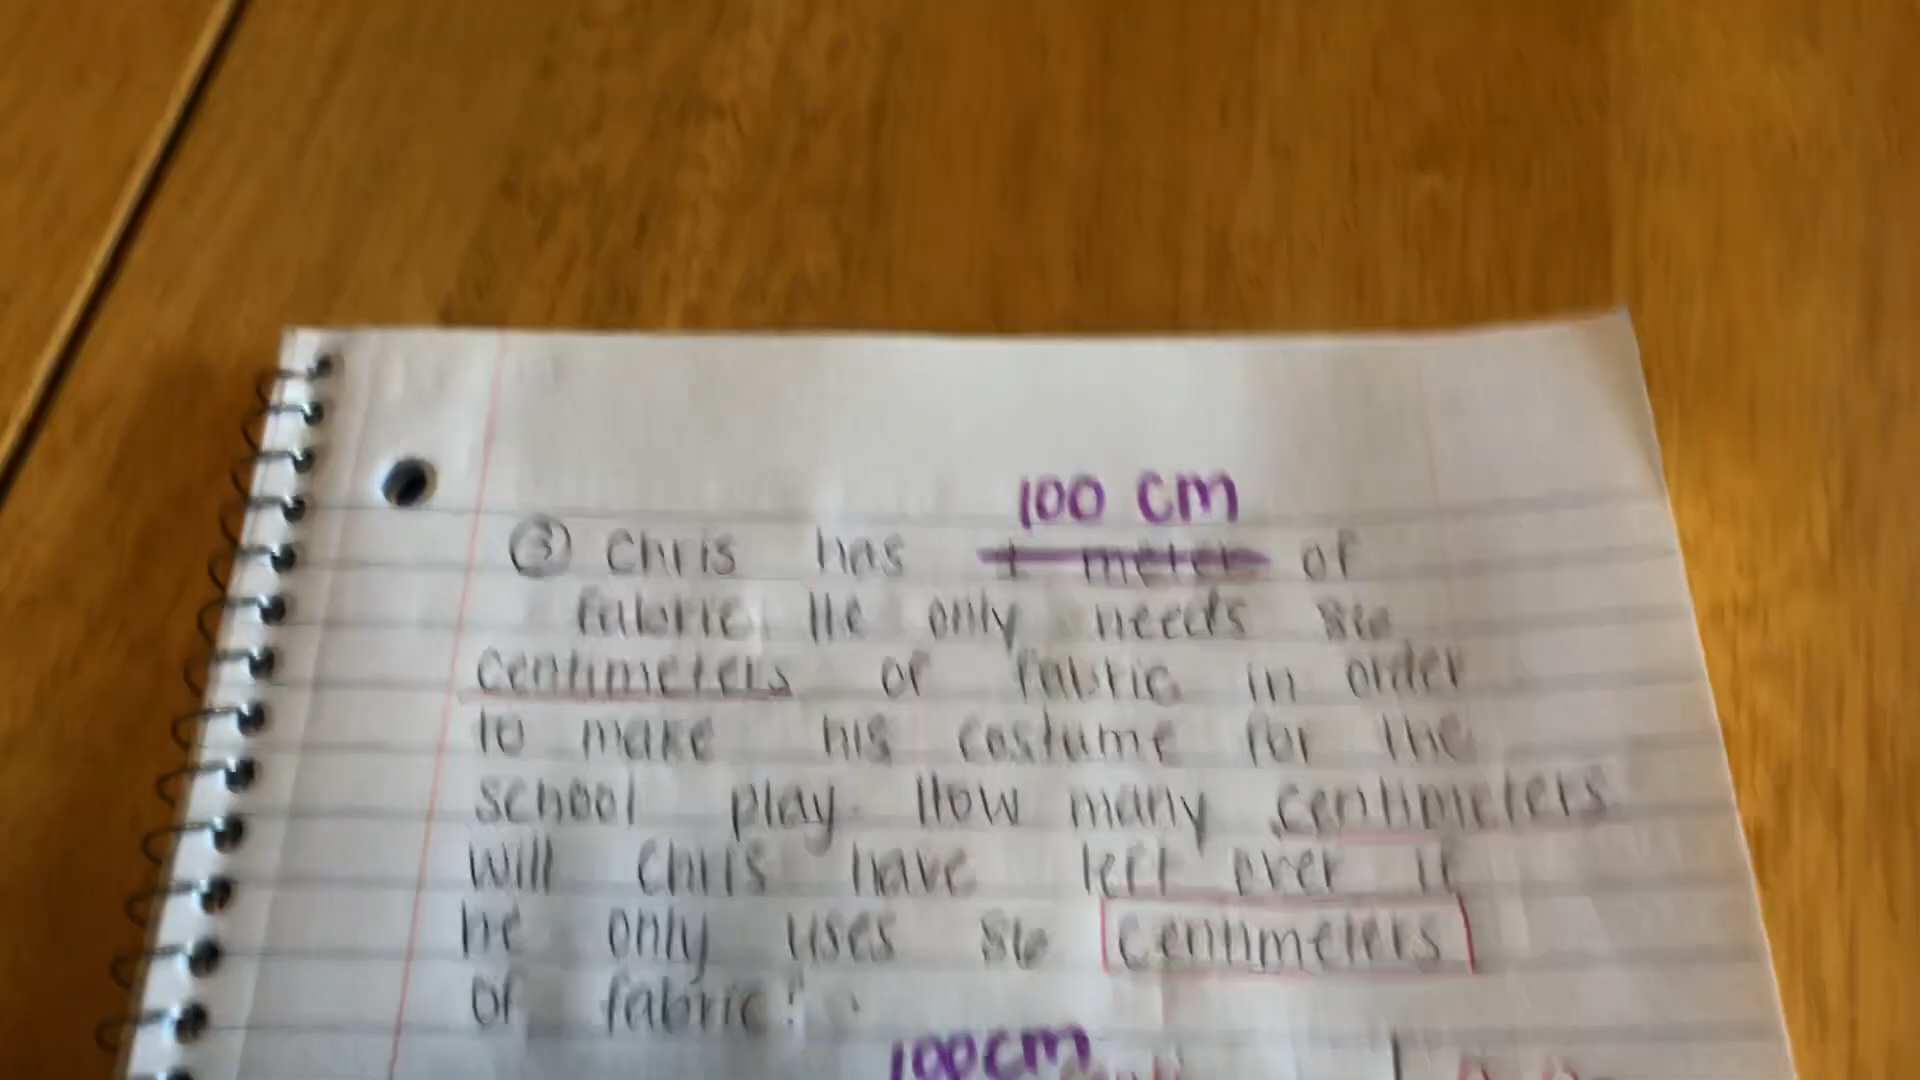 100 cm
③ Chris has 1 meter of
fabric. He only needs 86
centimeters of fabric in order
to make his costume for the
school play. How many centimeters
will Chris have left over if
he only uses 86 centimeters
of fabric?
100cm